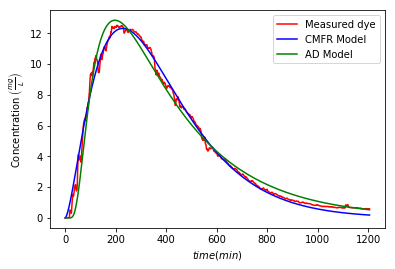 Measured dye
CMFR Model
AD Model
Concentration (mg/L)
12
10
8
6
4
2
0
0 200 400 600 800 1000 1200
time(min)